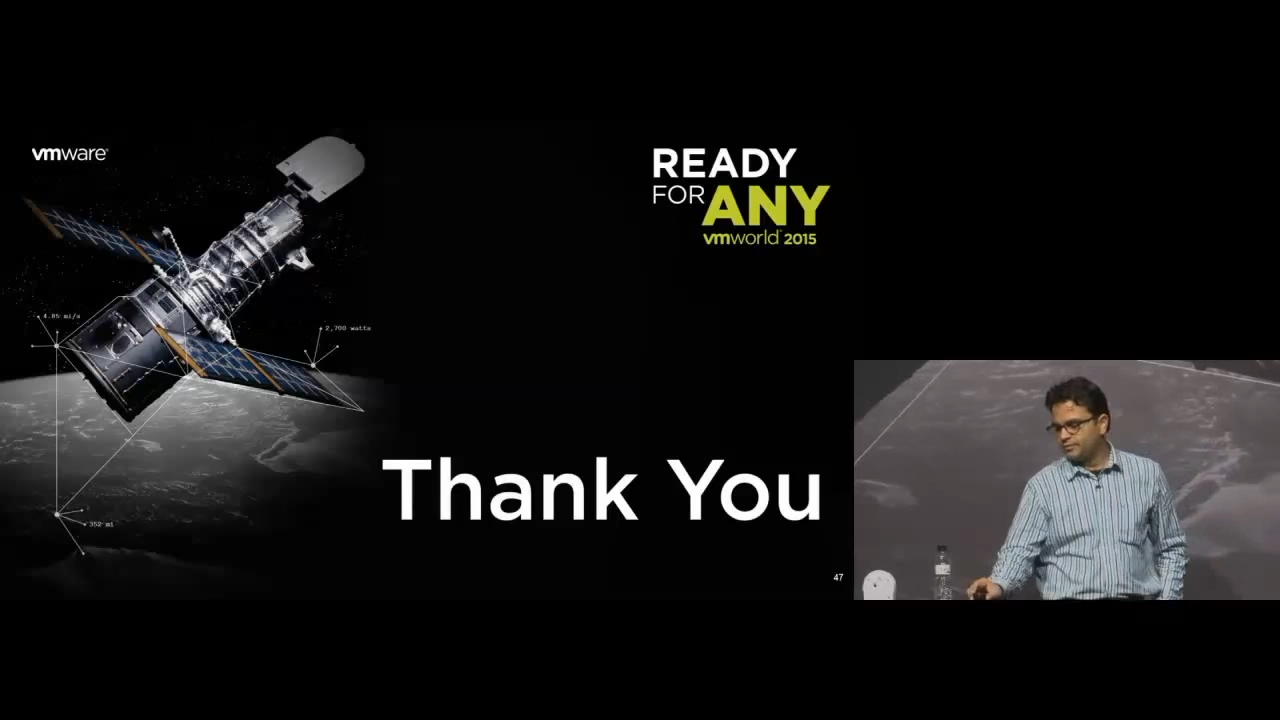 vmware
READY
FOR ANY
vmworld 2015
4.85 mi/s
2,700 watts
Thank You
352 mi
47